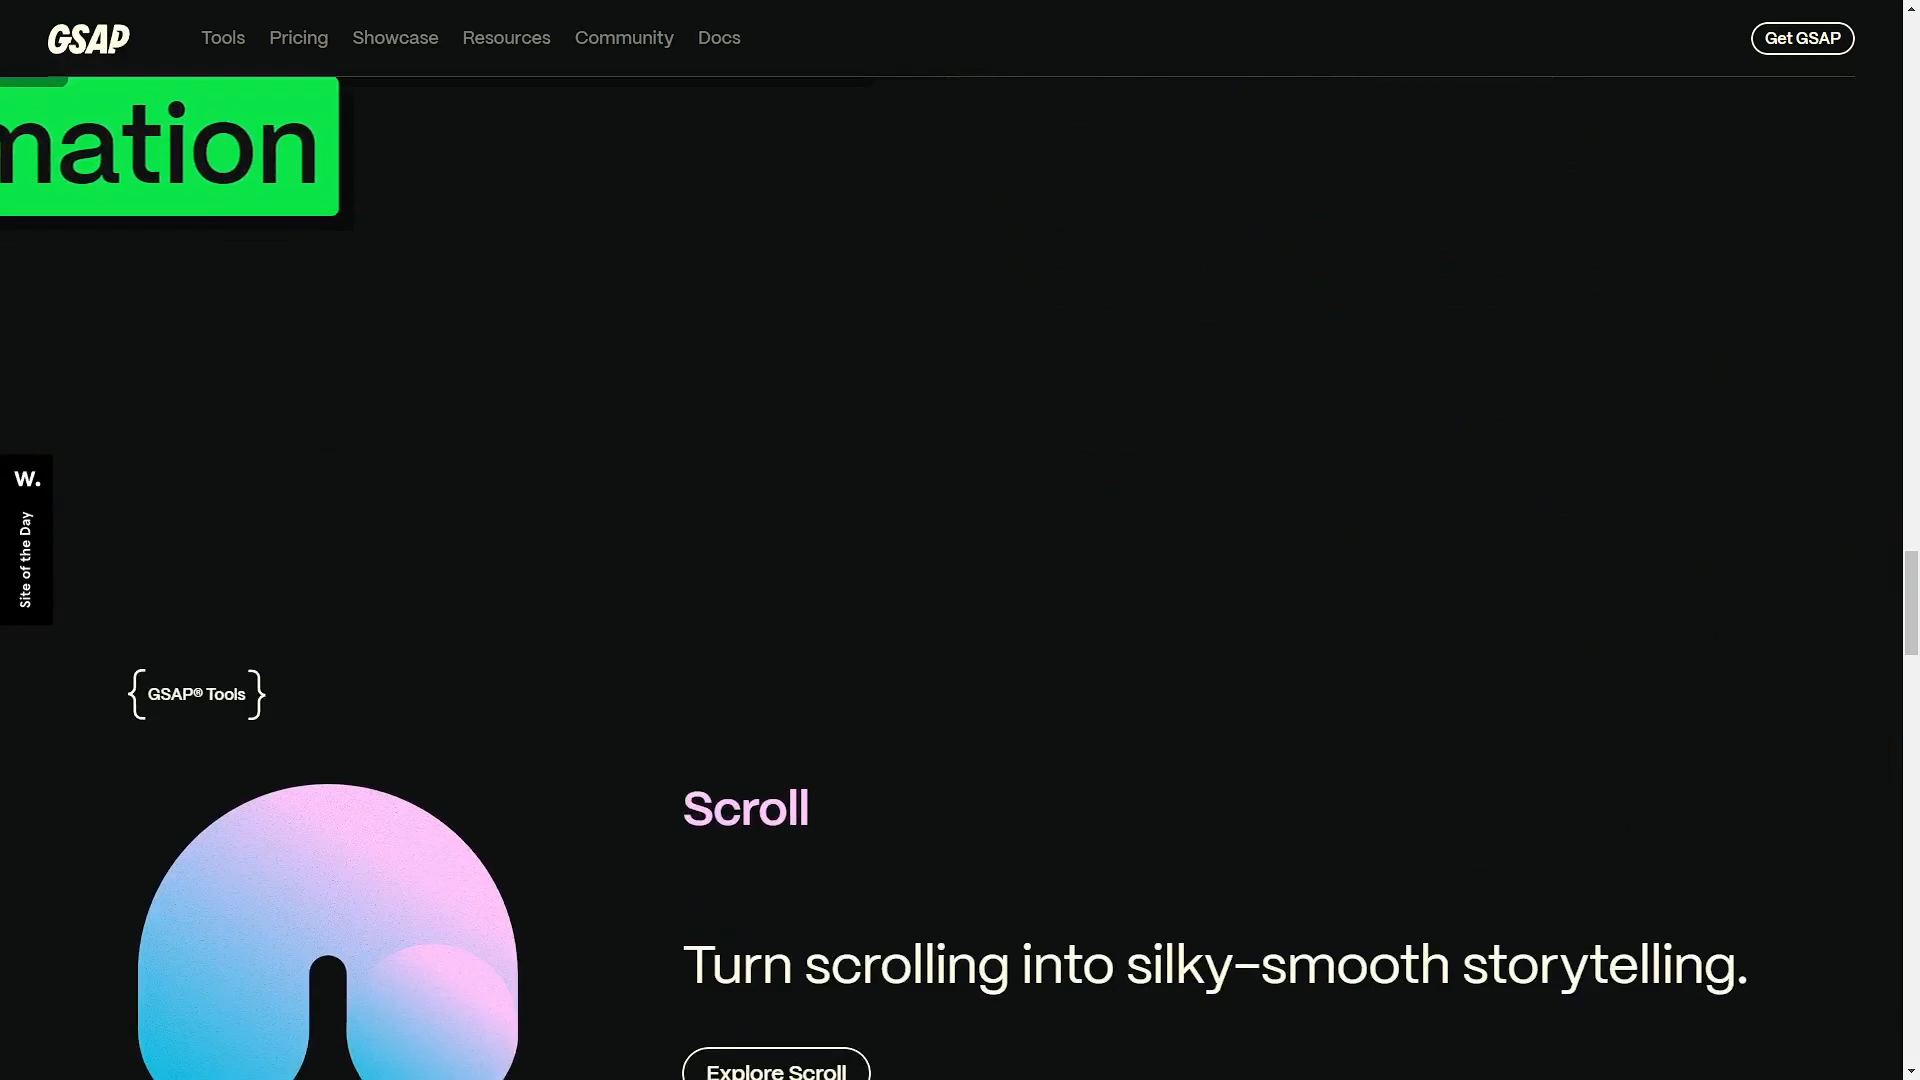 GSAP
Tools Pricing Showcase Resources Community Docs
Get GSAP
mation
W.
Site of the Day
{GSAP® Tools}
Scroll
Turn scrolling into silky-smooth storytelling.
Explore Scroll